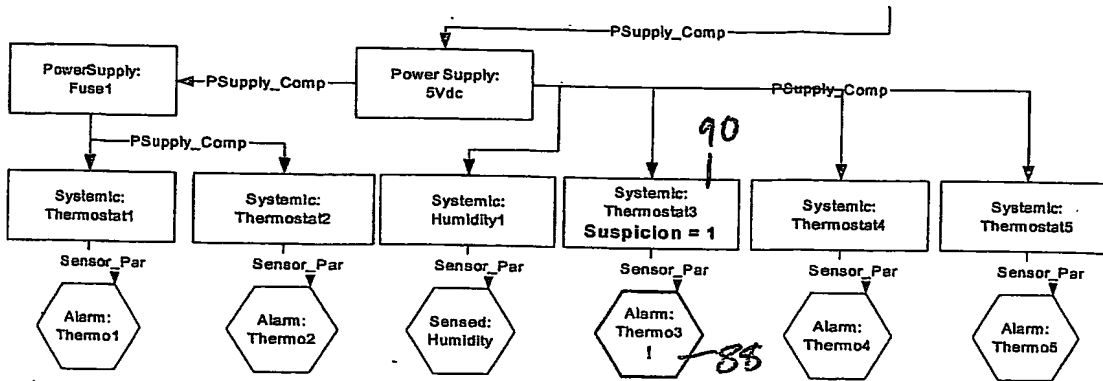 PSupply_Comp
PowerSupply:
Fuse1
PSupply_Comp
Power Supply:
5Vdc
PSupply_Comp
90
PSupply_Comp
Systemic:
Thermostat1
Systemic:
Thermostat2
Systemic:
Humidity1
Systemic:
Thermostat3
Suspicion = 1
Systemic:
Thermostat4
Systemic:
Thermostat5
Sensor_Par
Sensor_Par
Sensor_Par
Sensor_Par
Sensor_Par
Sensor_Par
Alarm:
Thermo1
Alarm:
Thermo2
Sensed:
Humidity
Alarm:
Thermo3
!
88
Alarm:
Thermo4
Alarm:
Thermo5